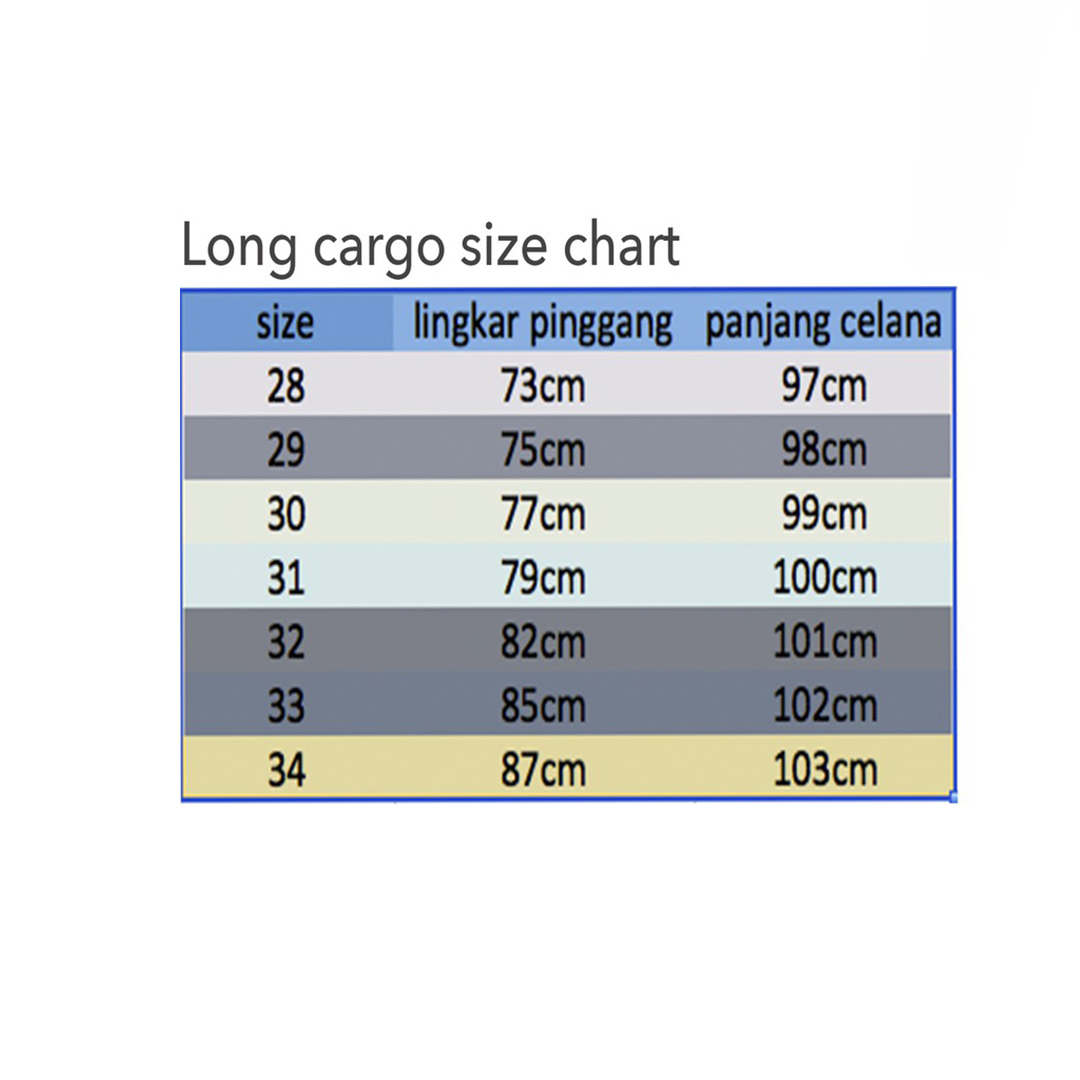 Long cargo size chart
size lingkar pinggang panjang celana
28 73cm 97cm
29 75cm 98cm
30 77cm 99cm
31 79cm 100cm
32 82cm 101cm
33 85cm 102cm
34 87cm 103cm